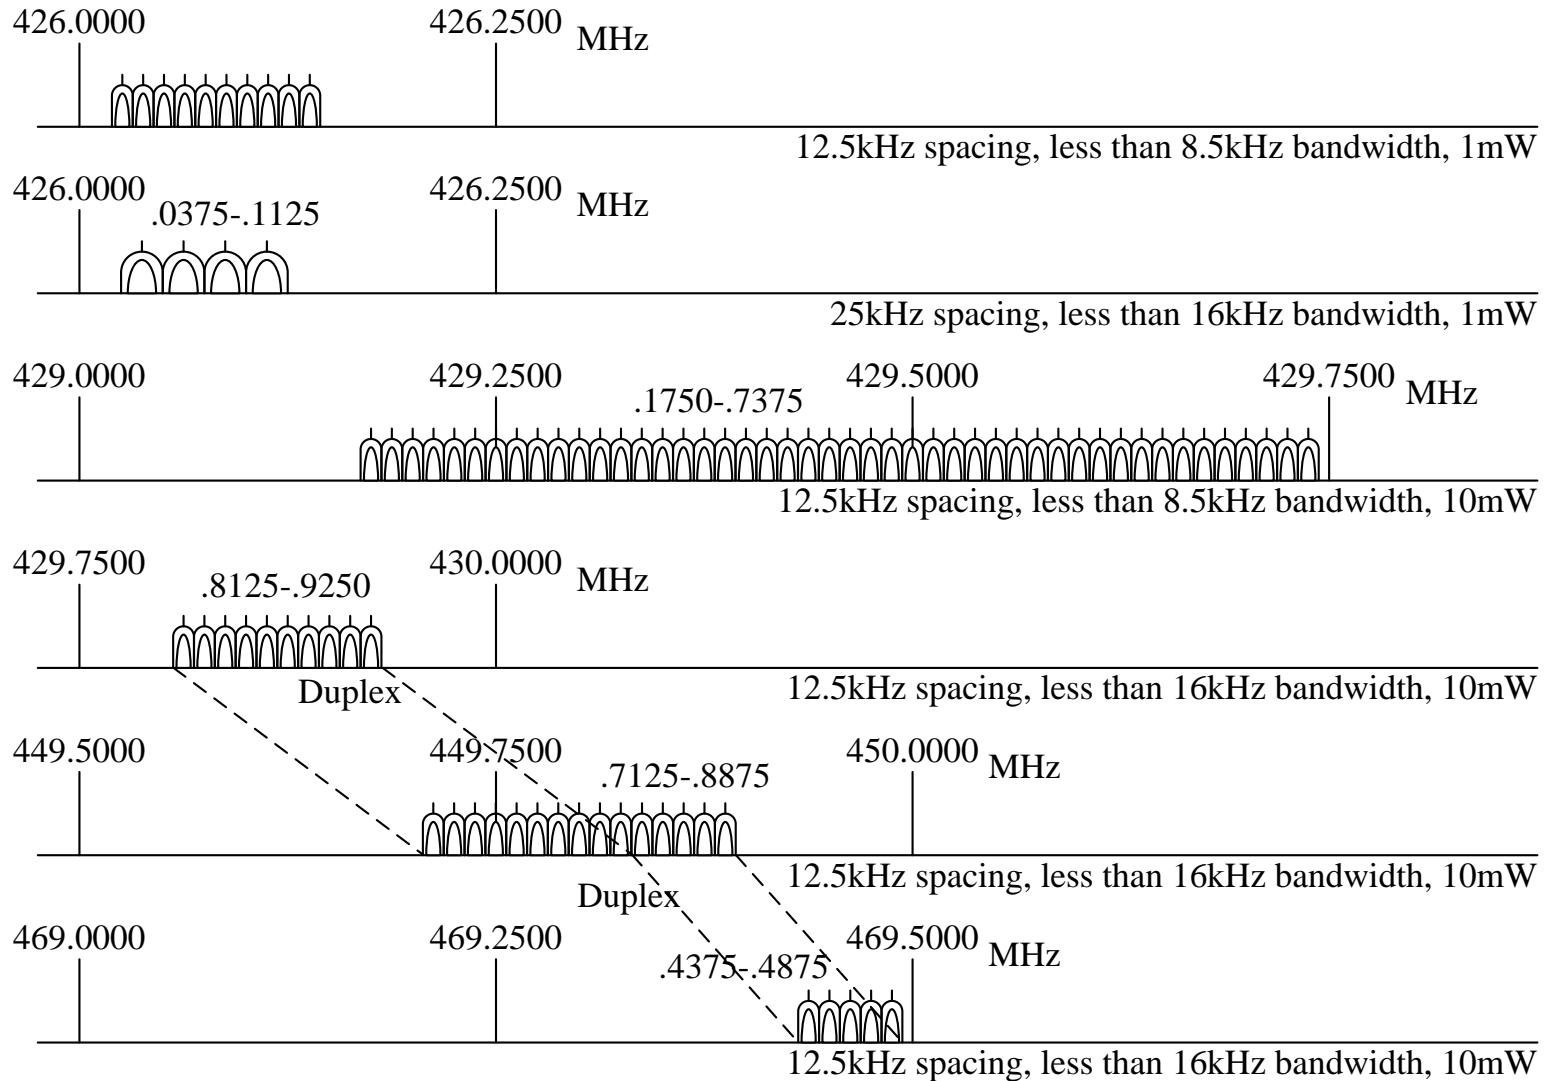 426.0000 426.2500 MHz
12.5kHz spacing, less than 8.5kHz bandwidth, 1mW
426.0000 426.2500 MHz
.0375-.1125
25kHz spacing, less than 16kHz bandwidth, 1mW
429.0000 429.2500 429.5000 429.7500 MHz
.1750-.7375
12.5kHz spacing, less than 8.5kHz bandwidth, 10mW
429.7500 430.0000 MHz
.8125-.9250
Duplex 12.5kHz spacing, less than 16kHz bandwidth, 10mW
449.5000 449.7500 450.0000 MHz
.7125-.8875
Duplex 12.5kHz spacing, less than 16kHz bandwidth, 10mW
469.0000 469.2500 469.5000 MHz
.4375-.4875
12.5kHz spacing, less than 16kHz bandwidth, 10mW